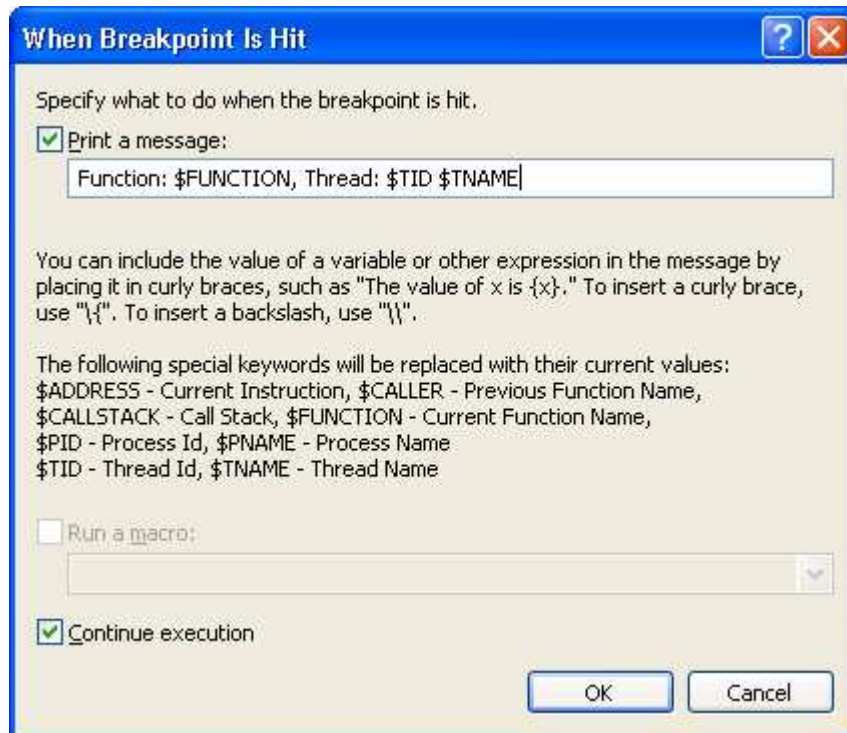 When Breakpoint Is Hit
Specify what to do when the breakpoint is hit.
Print a message:
Function: $FUNCTION, Thread: $TID $TNAME
You can include the value of a variable or other expression in the message by
placing it in curly braces, such as "The value of x is {x}." To insert a curly brace,
use "\{". To insert a backslash, use "\\".
The following special keywords will be replaced with their current values:
$ADDRESS - Current Instruction, $CALLER - Previous Function Name,
$CALLSTACK - Call Stack, $FUNCTION - Current Function Name,
$PID - Process Id, $PNAME - Process Name
$TID - Thread Id, $TNAME - Thread Name
Run a macro:
Continue execution
OK Cancel